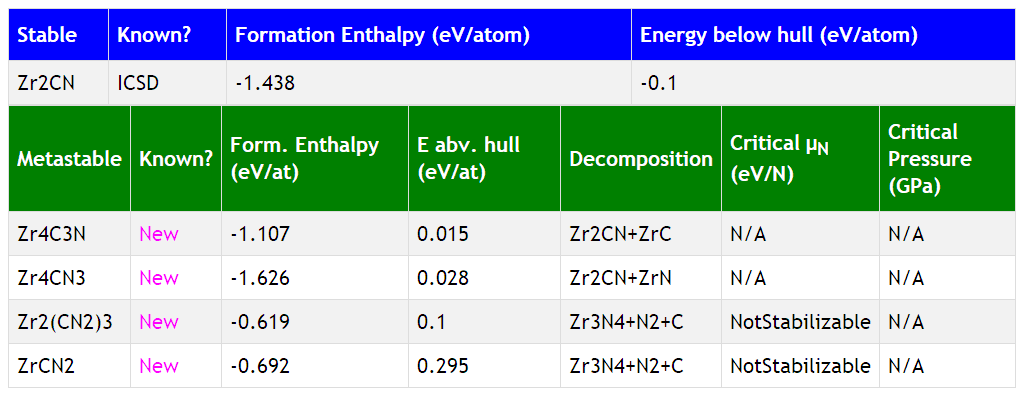 Stable Known? Formation Enthalpy (eV/atom) Energy below hull (eV/atom)
Zr2CN ICSD -1.438 -0.1
Metastable Known? Form. Enthalpy (eV/at) E abv. hull (eV/at) Decomposition Critical μN (eV/N) Critical Pressure (GPa)
Zr4C3N New -1.107 0.015 Zr2CN+ZrC N/A N/A
Zr4CN3 New -1.626 0.028 Zr2CN+ZrN N/A N/A
Zr2(CN2)3 New -0.619 0.1 Zr3N4+N2+C NotStabilizable N/A
ZrCN2 New -0.692 0.295 Zr3N4+N2+C NotStabilizable N/A